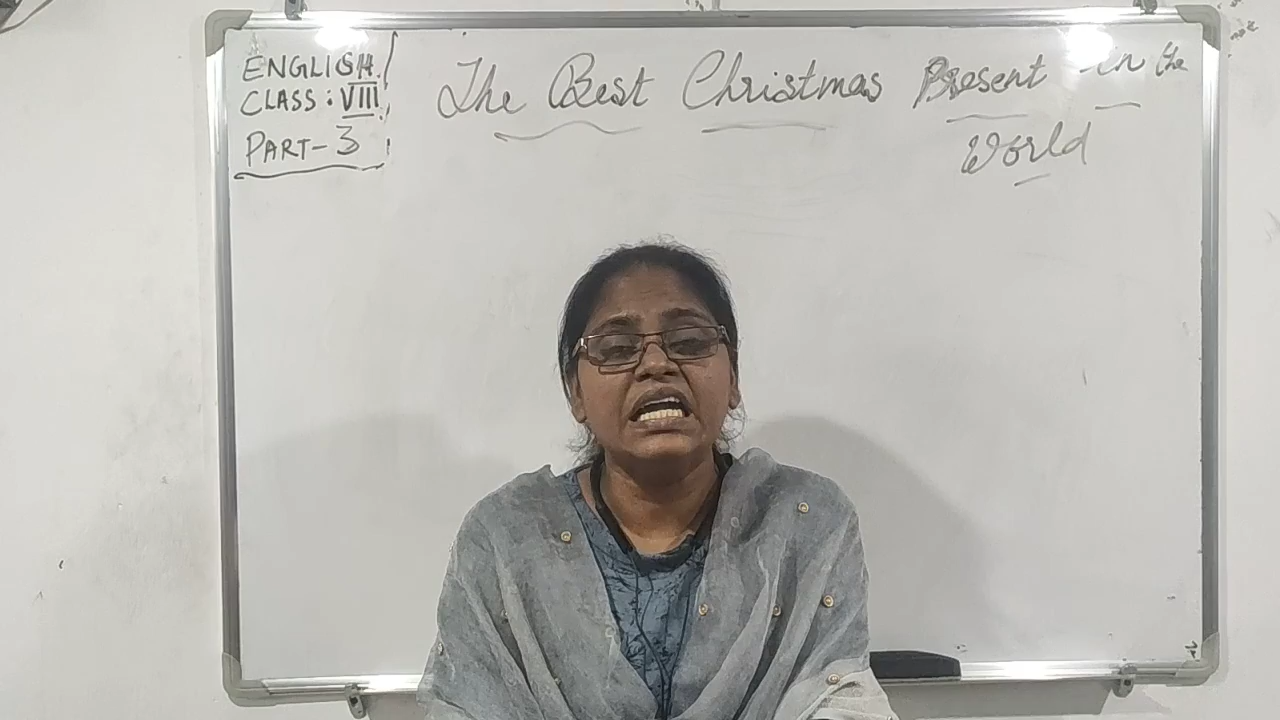 ENGLISH
CLASS: VIII
PART-3
The Best Christmas Present in the
World